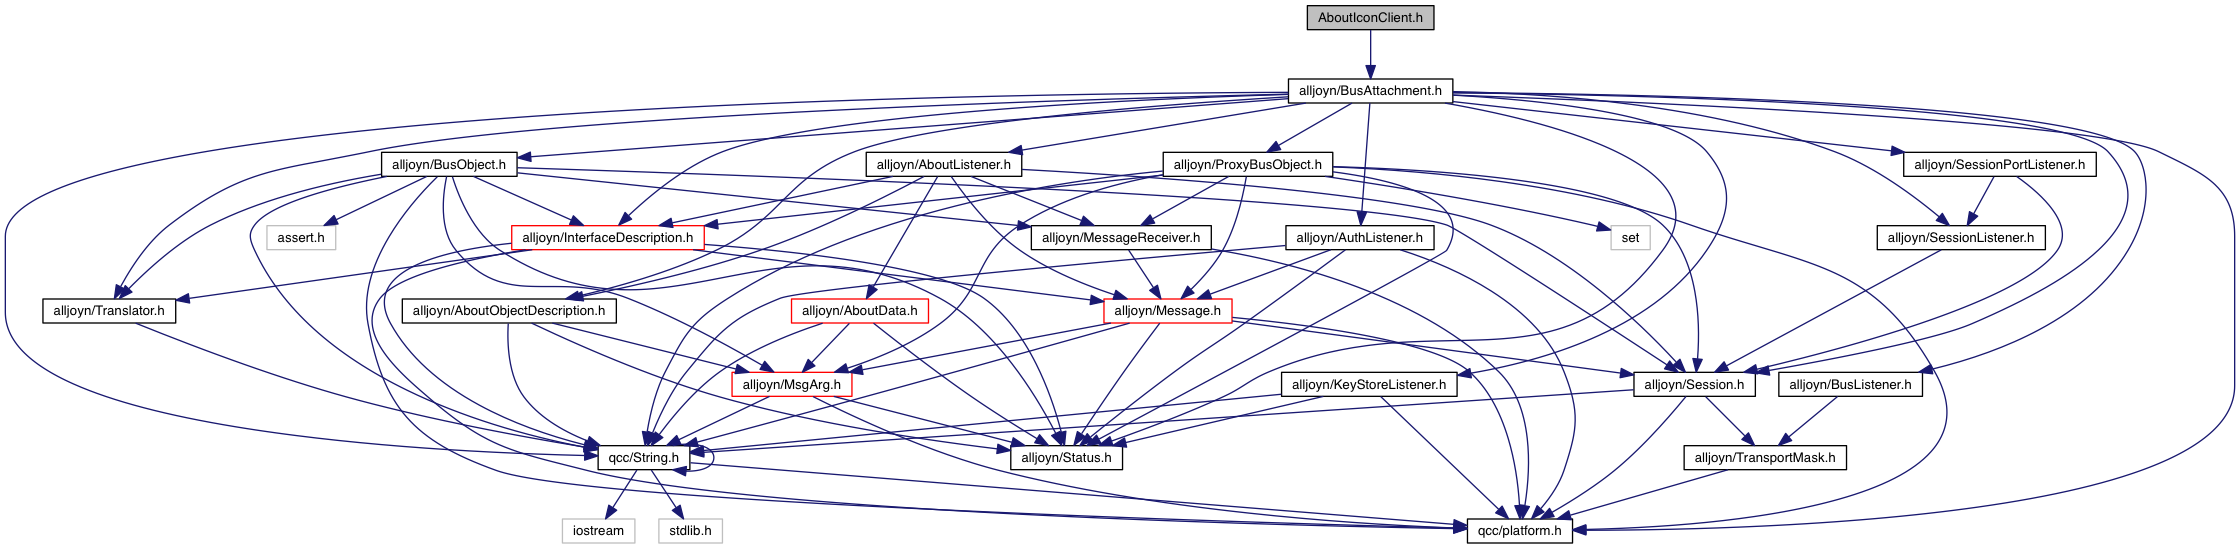 AboutIconClient.h
alljoyn/BusAttachment.h
alljoyn/BusObject.h
alljoyn/AboutListener.h
alljoyn/ProxyBusObject.h
alljoyn/SessionPortListener.h
assert.h
alljoyn/InterfaceDescription.h
alljoyn/MessageReceiver.h
alljoyn/AuthListener.h
set
alljoyn/SessionListener.h
alljoyn/Translator.h
alljoyn/AboutObjectDescription.h
alljoyn/AboutData.h
alljoyn/Message.h
alljoyn/MsgArg.h
alljoyn/KeyStoreListener.h
alljoyn/Session.h
alljoyn/BusListener.h
qcc/String.h
alljoyn/Status.h
alljoyn/TransportMask.h
iostream
stdlib.h
qcc/platform.h